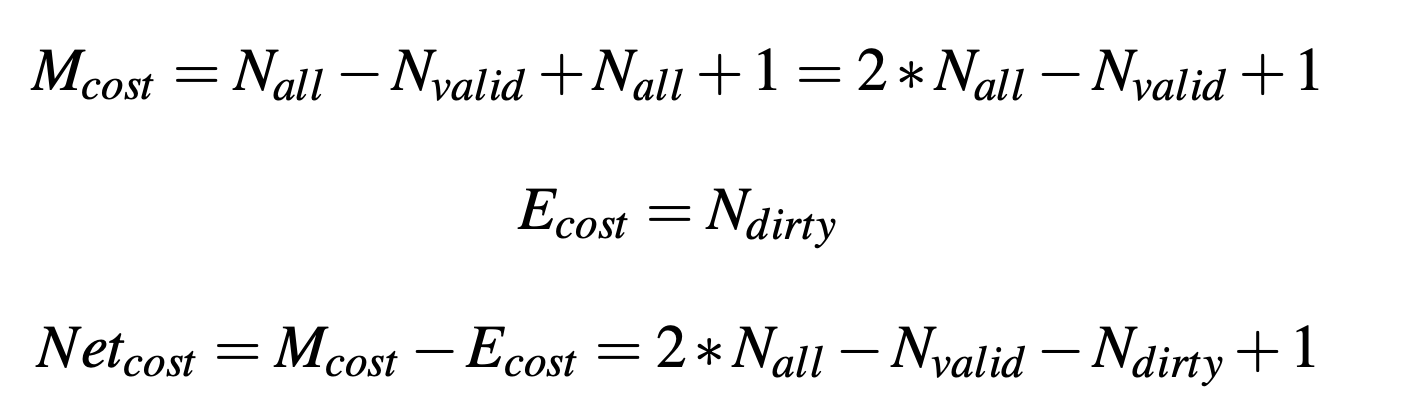 M_cost = N_all − N_valid + N_all + 1 = 2 * N_all − N_valid + 1
E_cost = N_dirty
Net_cost = M_cost − E_cost = 2 * N_all − N_valid − N_dirty + 1